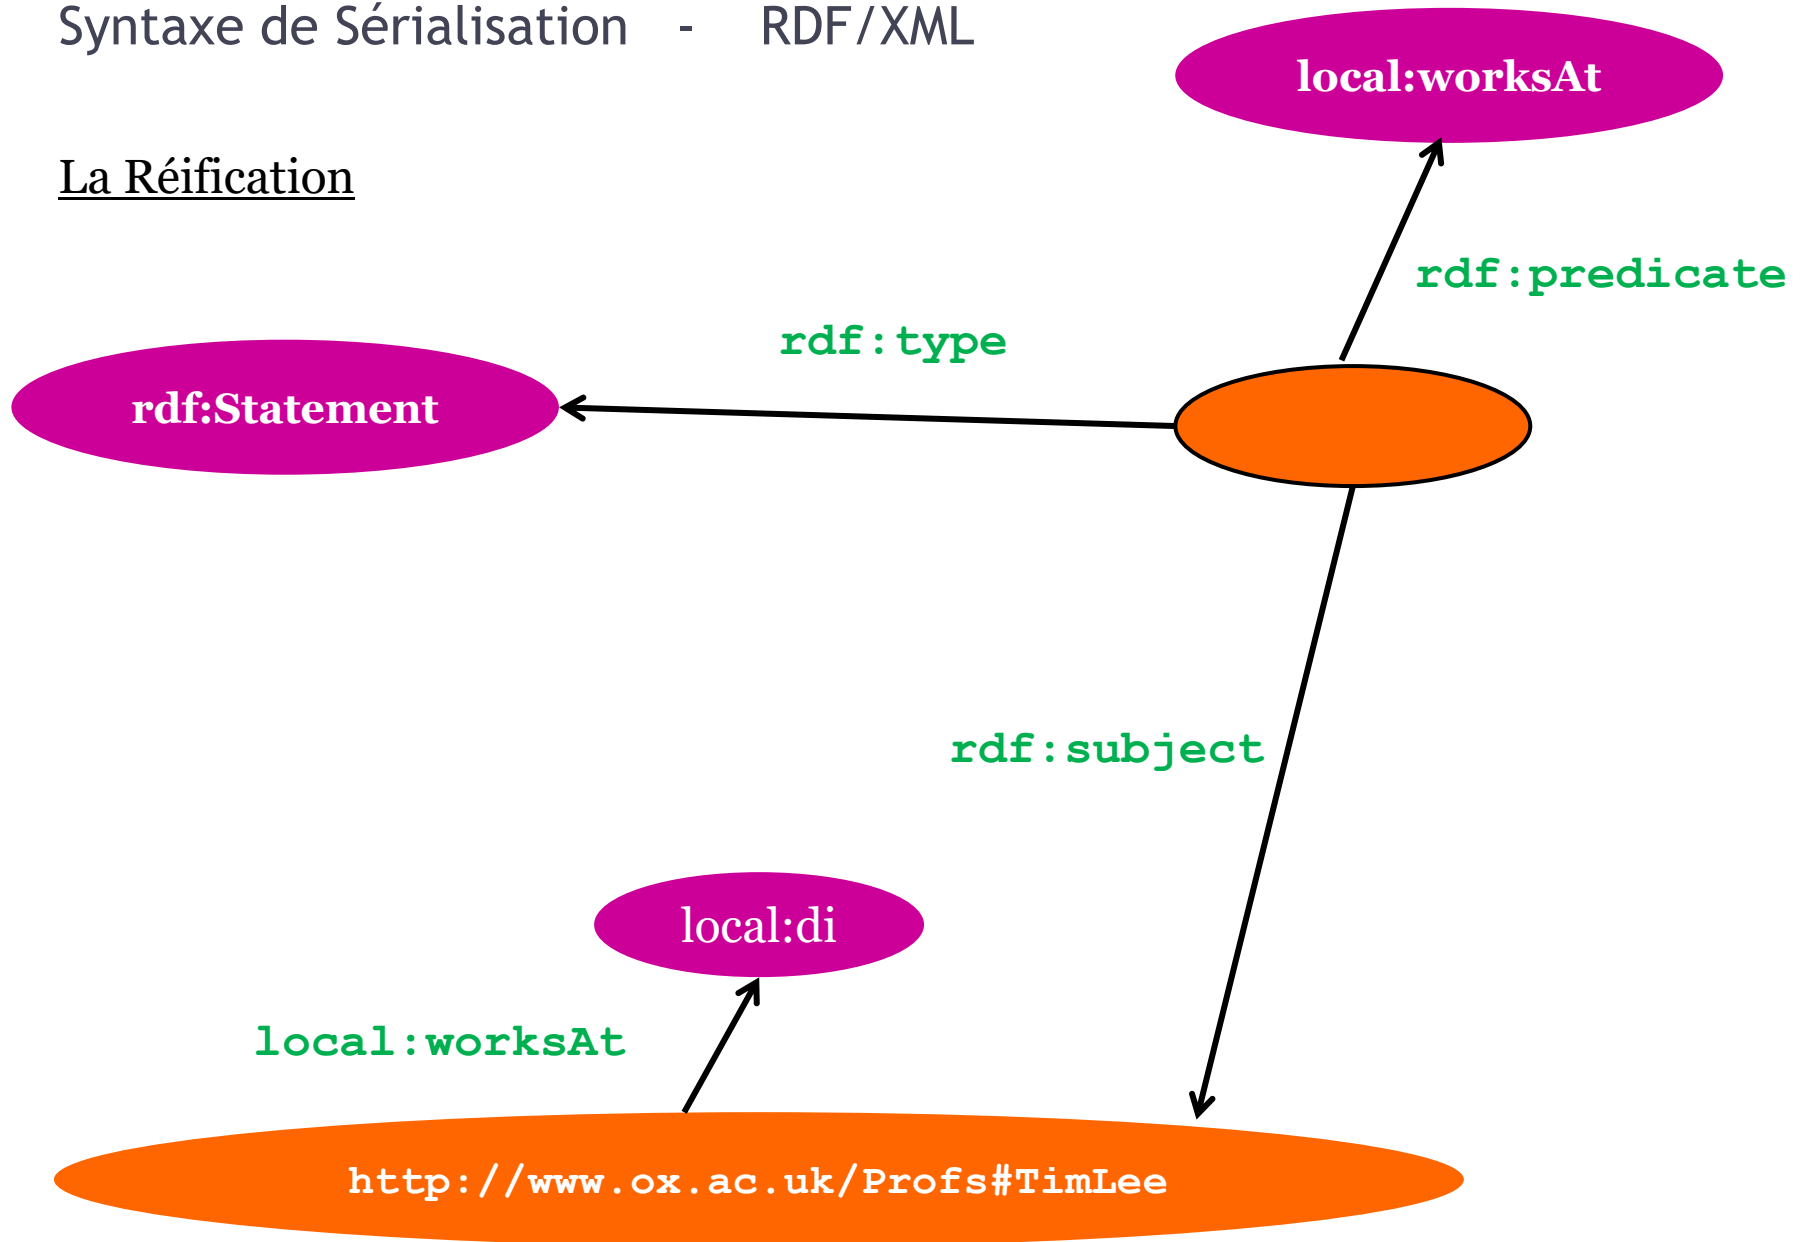 Syntaxe de Sérialisation - RDF/XML
local:worksAt
La Réification
rdf:predicate
rdf:type
rdf:Statement
rdf:subject
local:di
local:worksAt
http://www.ox.ac.uk/Profs#TimLee